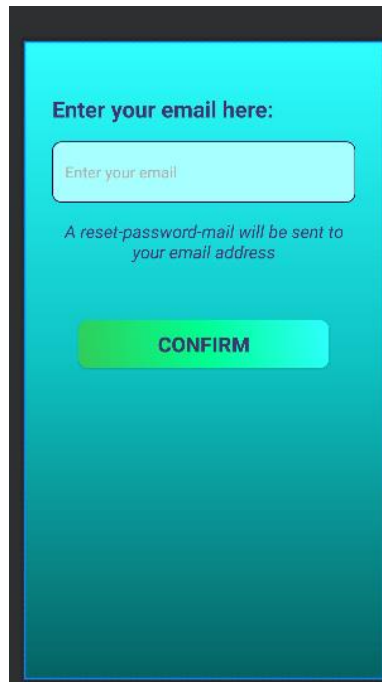 Enter your email here:
Enter your email
A reset-password-mail will be sent to
your email address
CONFIRM